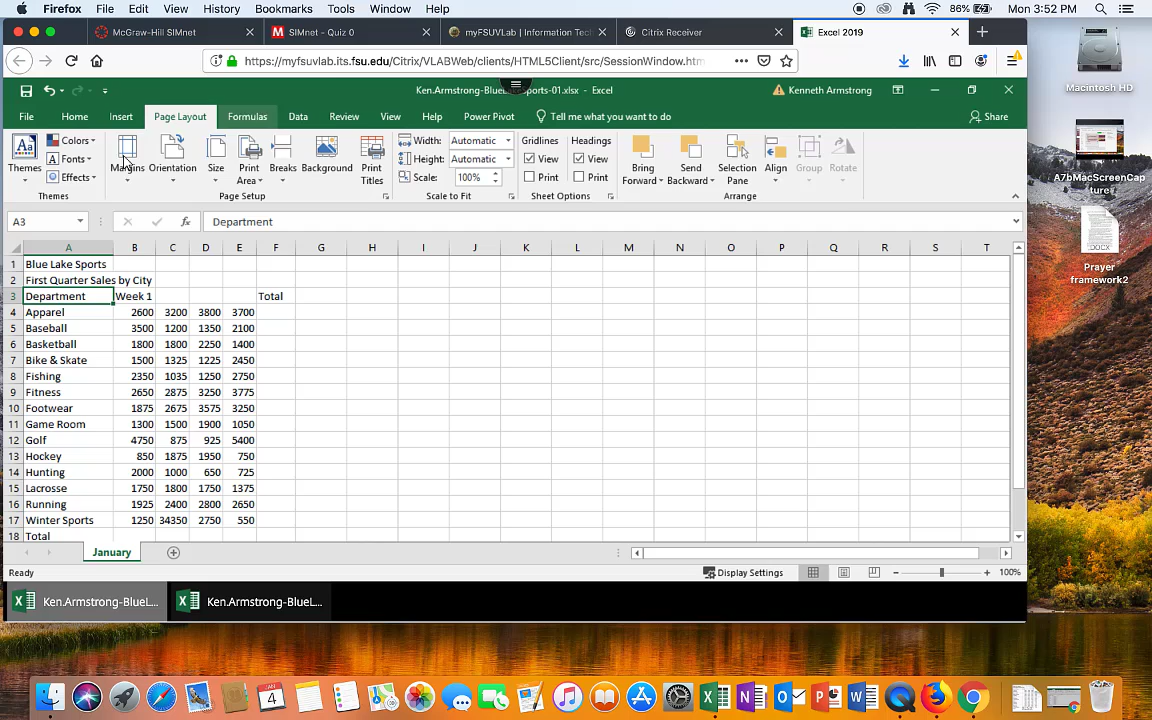 Firefox File Edit View History Bookmarks Tools Window Help 86% Mon 3:52 PM
McGraw-Hill SIMnet SIMnet - Quiz 0 myFSUVLab | Information Tech Citrix Receiver Excel 2019
https://myfsuvlab.its.fsu.edu/Citrix/VLABWeb/clients/HTML5Client/src/SessionWindow.htm
Macintosh HD
Excel Kenneth Armstrong
File Home Insert Page Layout Formulas Data Review View Help Power Pivot Tell me what you want to do Share
Themes Colors Fonts Effects
Margins Orientation Size Print Area Breaks Background Print Titles
Width: Automatic Height: Automatic Scale: 100%
Gridlines View Print Headings View Print
Bring Forward Send Backward Selection Pane Align Group Rotate
Themes Page Setup Scale to Fit Sheet Options Arrange
A7bMacScreenCapture
A3 fx Department
DOCX
Prayer framework2
A B C D E F G H I J K L M N O P Q R S T
1 Blue Lake Sports
2 First Quarter Sales by City
3 Department Week 1 Total
4 Apparel 2600 3200 3800 3700
5 Baseball 3500 1200 1350 2100
6 Basketball 1800 1800 2250 1400
7 Bike & Skate 1500 1325 1225 2450
8 Fishing 2350 1035 1250 2750
9 Fitness 2650 2875 3250 3775
10 Footwear 1875 2675 3575 3250
11 Game Room 1300 1500 1900 1050
12 Golf 4750 875 925 5400
13 Hockey 850 1875 1950 750
14 Hunting 2000 1000 650 725
15 Lacrosse 1750 1800 1750 1375
16 Running 1925 2400 2800 2650
17 Winter Sports 1250 34350 2750 550
18 Total
January
Ready Display Settings 100%
Ken.Armstrong-BlueL... Ken.Armstrong-BlueL...